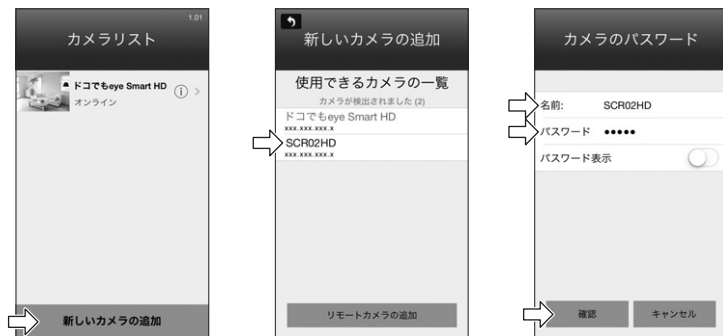 1.01
カメラリスト
ドコでもeye Smart HD
オンライン
新しいカメラの追加
新しいカメラの追加
使用できるカメラの一覧
カメラが検出されました (2)
ドコでもeye Smart HD
xxx.xxx.xxx.x
SCR02HD
xxx.xxx.xxx.x
リモートカメラの追加
カメラのパスワード
名前: SCR02HD
パスワード ●●●●●
パスワード表示
確認 キャンセル